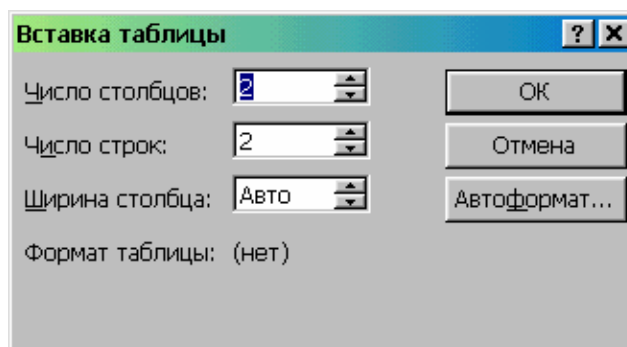 Вставка таблицы
Число столбцов: 2 ОК
Число строк: 2 Отмена
Ширина столбца: Авто Автоформат...
Формат таблицы: (нет)